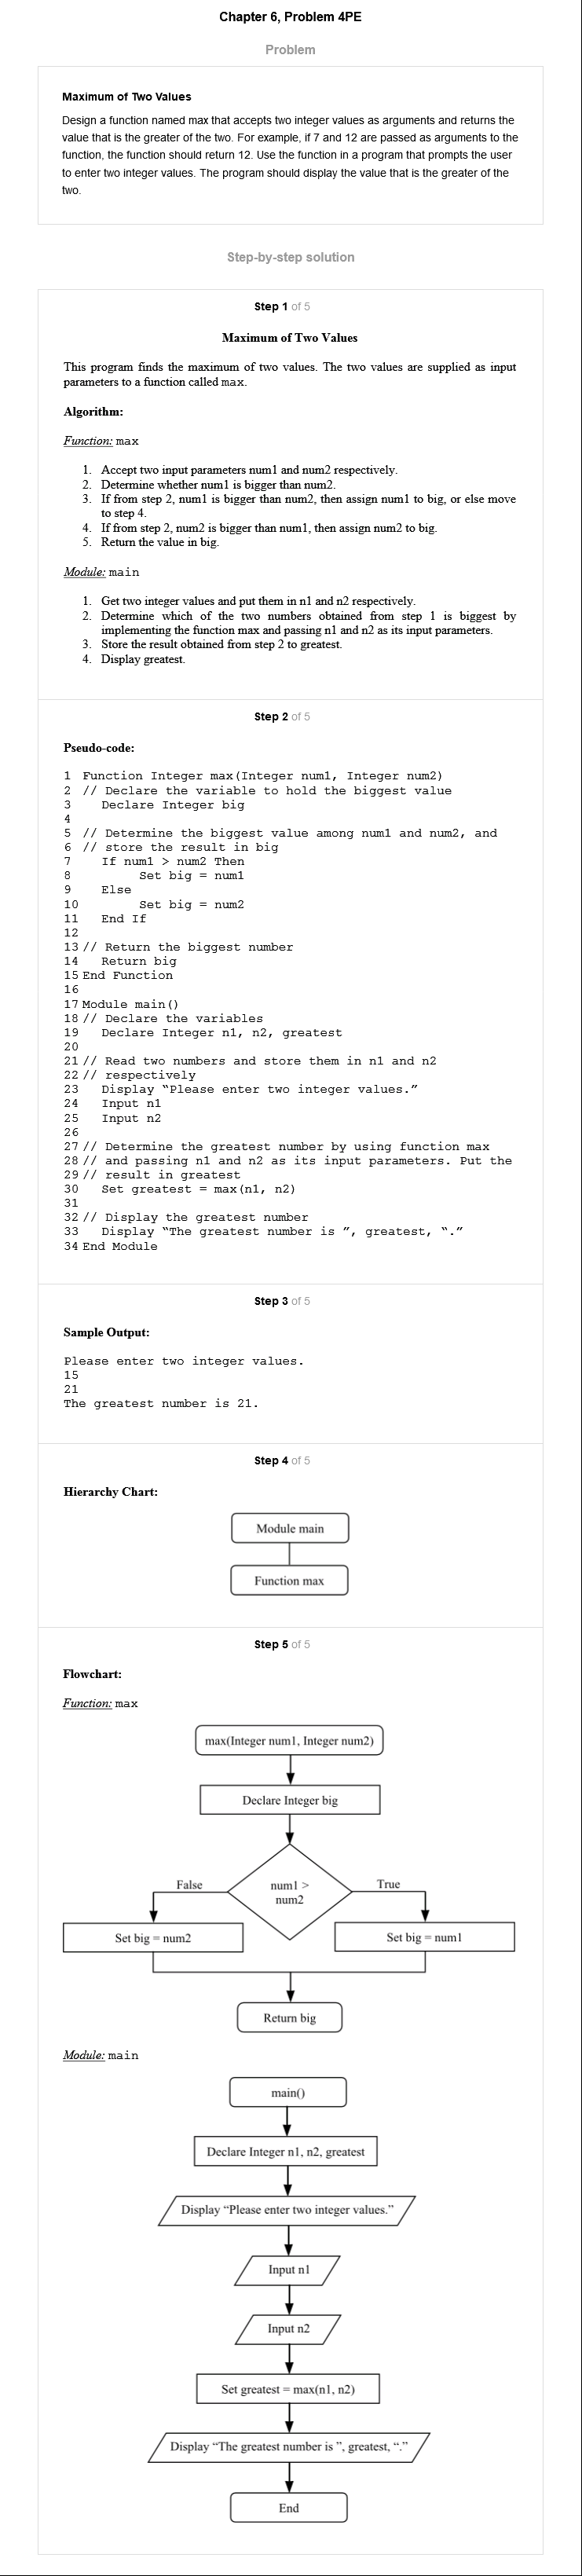 Chapter 6, Problem 4PE
Problem
Maximum of Two Values
Design a function named max that accepts two integer values as arguments and returns the
value that is the greater of the two. For example, if 7 and 12 are passed as arguments to the
function, the function should return 12. Use the function in a program that prompts the user
to enter two integer values. The program should display the value that is the greater of the
two.
Step-by-step solution
Step 1 of 5
Maximum of Two Values
This program finds the maximum of two values. The two values are supplied as input
parameters to a function called max.
Algorithm:
Function: max
1. Accept two input parameters num1 and num2 respectively.
2. Determine whether num1 is bigger than num2.
3. If from step 2, num1 is bigger than num2, then assign num1 to big, or else move
to step 4.
4. If from step 2, num2 is bigger than num1, then assign num2 to big.
5. Return the value in big.
Module: main
1. Get two integer values and put them in n1 and n2 respectively.
2. Determine which of the two numbers obtained from step 1 is biggest by
implementing the function max and passing n1 and n2 as its input parameters.
3. Store the result obtained from step 2 to greatest.
4. Display greatest.
Step 2 of 5
Pseudo-code:
1 Function Integer max(Integer num1, Integer num2)
2 // Declare the variable to hold the biggest value
3 Declare Integer big
4
5 // Determine the biggest value among num1 and num2, and
6 // store the result in big
7 If num1 > num2 Then
8 Set big = num1
9 Else
10 Set big = num2
11 End If
12
13 // Return the biggest number
14 Return big
15 End Function
16
17 Module main()
18 // Declare the variables
19 Declare Integer n1, n2, greatest
20
21 // Read two numbers and store them in n1 and n2
22 // respectively
23 Display “Please enter two integer values.”
24 Input n1
25 Input n2
26
27 // Determine the greatest number by using function max
28 // and passing n1 and n2 as its input parameters. Put the
29 // result in greatest
30 Set greatest = max(n1, n2)
31
32 // Display the greatest number
33 Display “The greatest number is ”, greatest, “.”
34 End Module
Step 3 of 5
Sample Output:
Please enter two integer values.
15
21
The greatest number is 21.
Step 4 of 5
Hierarchy Chart:
Module main
Function max
Step 5 of 5
Flowchart:
Function: max
max(Integer num1, Integer num2)
Declare Integer big
False
num1 >
num2
True
Set big = num2
Set big = num1
Return big
Module: main
main()
Declare Integer n1, n2, greatest
Display “Please enter two integer values.”
Input n1
Input n2
Set greatest = max(n1, n2)
Display “The greatest number is ”, greatest, “.”
End